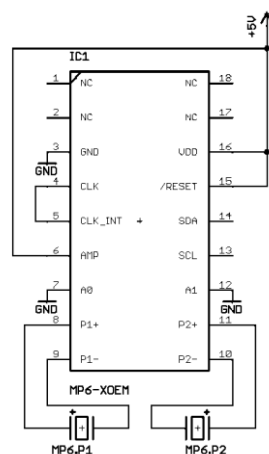 +5V
IC1
1 NC NC 18
2 NC NC 17
3 GND VDD 16
GND
4 CLK /RESET 15
5 CLK_INT + SDA 14
6 AMP SCL 13
7 A0 A1 12
GND GND
8 P1+ P2+ 11
9 P1- P2- 10
MP6-XOEM
+ +
MP6.P1 MP6.P2